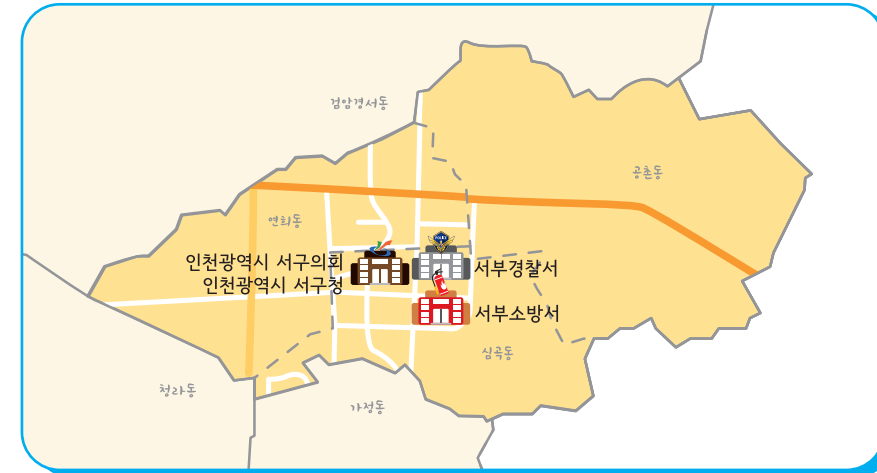 검암경서동
공촌동
연희동
인천광역시 서구의회
인천광역시 서구청
서부경찰서
서부소방서
심곡동
청라동
가정동